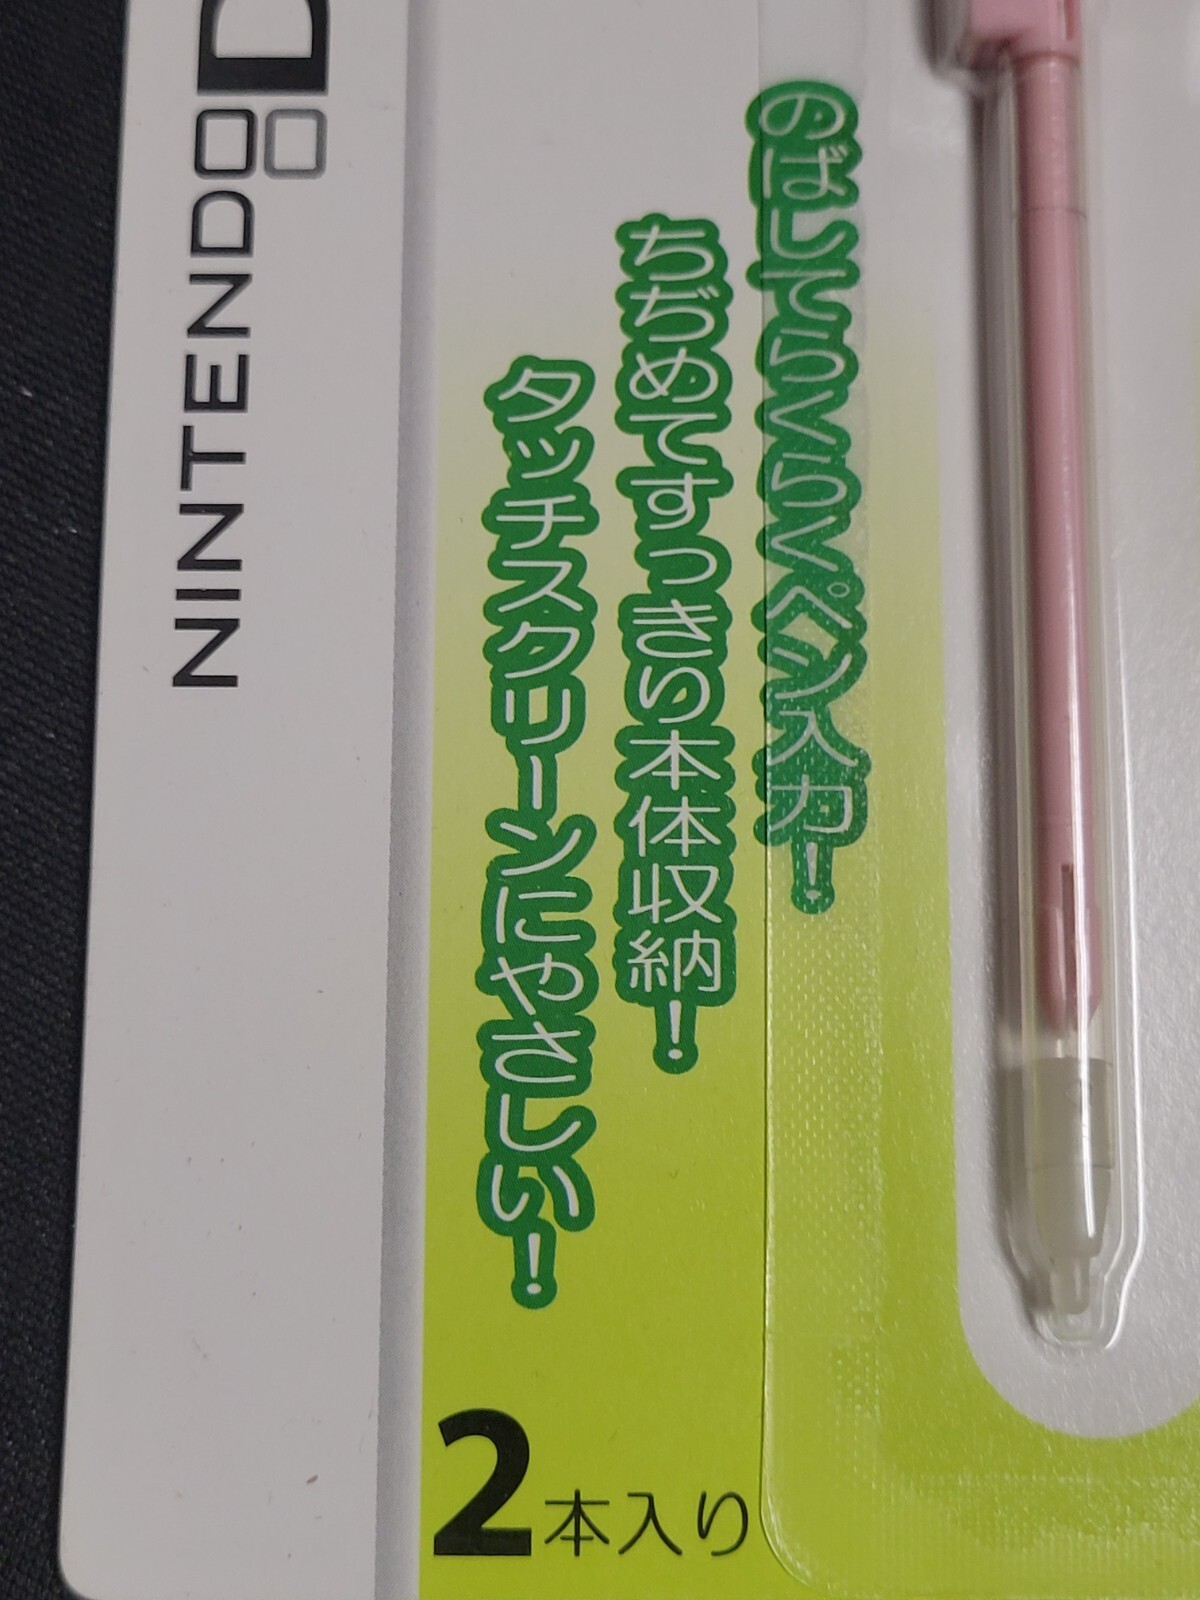 NINTENDO D
のばしてらくらくペン入力!
ちぢめてすっきり本体収納!
タッチスクリーンにやさしい!
2本入り